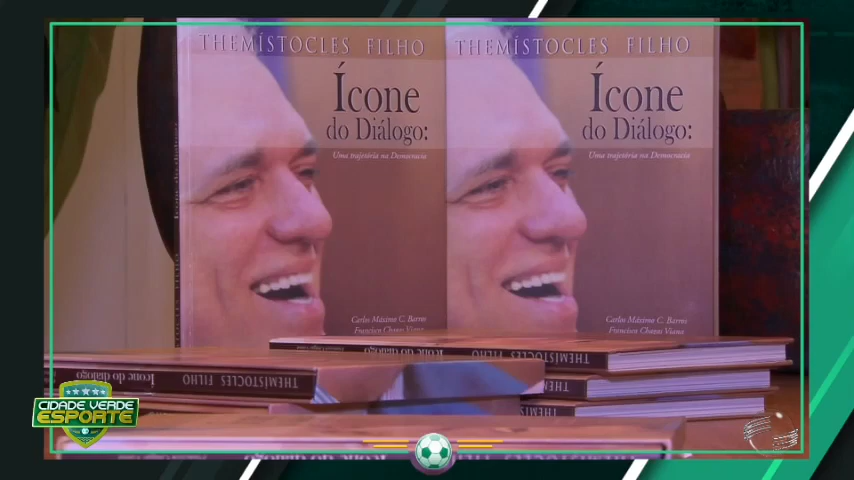 THEMÍSTOCLES FILHO
Ícone
do Diálogo:
Uma trajetória na Democracia
Carlos Máximo C. Barros
Francisco Chagas Viana
THEMÍSTOCLES FILHO
Ícone
do Diálogo:
Uma trajetória na Democracia
Carlos Máximo C. Barros
Francisco Chagas Viana
Ícone do diálogo THEMÍSTOCLES FILHO
Ícone do diálogo THEMÍSTOCLES FILHO
CIDADE VERDE
ESPORTE